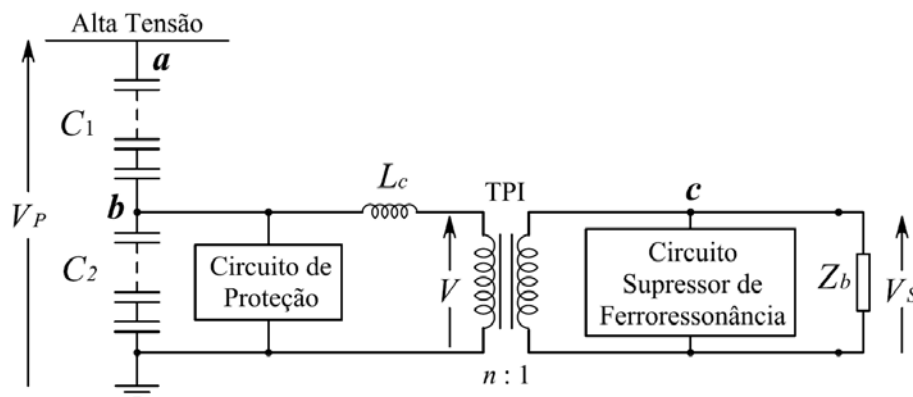 Alta Tensão
a
C1
Lc
TPI
c
b
VP
C2
Circuito de
Proteção
V
Circuito
Supressor de
Ferroressonância
Zb
VS
n : 1